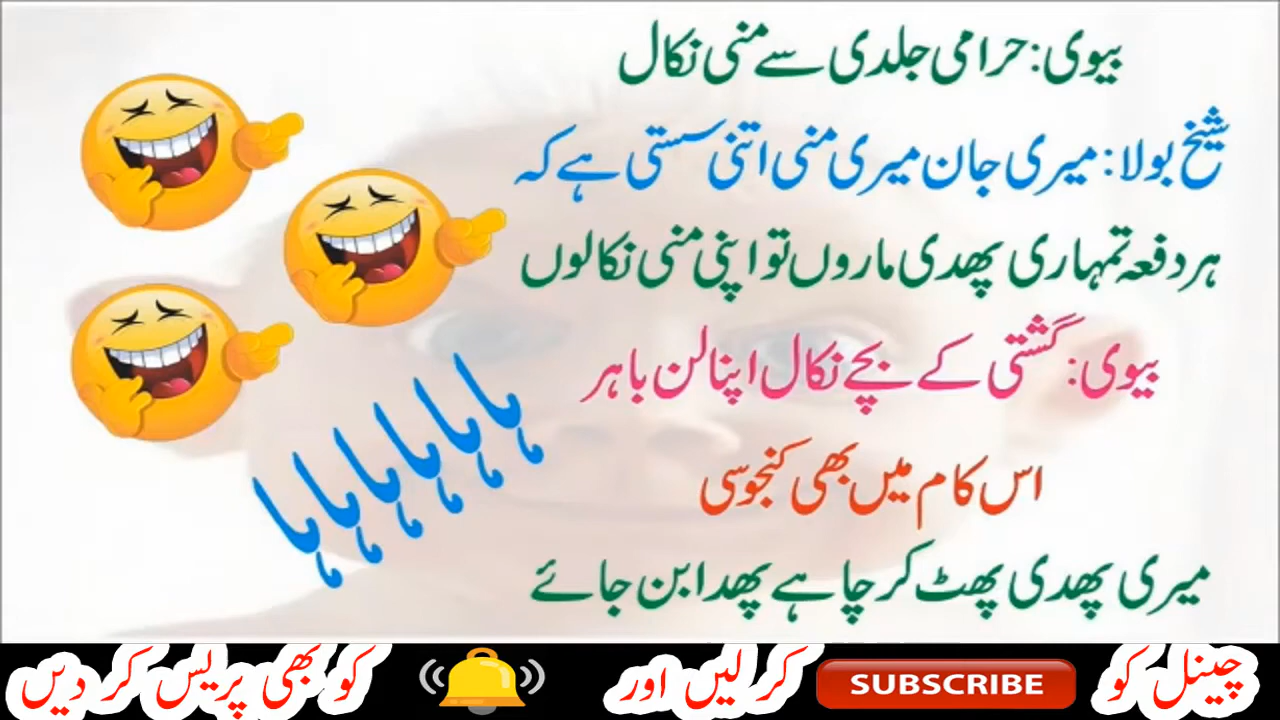 بیوی: حرامی جلدی سے منی نکال
شیخ بولا: میری جان میری منی اتنی سستی ہے کہ
ہر دفعہ تمہاری پھدی ماروں تو اپنی منی نکالوں
بیوی: گشتی کے بچے نکال اپنا لن باہر
اس کام میں بھی کنجوسی
میری پھدی پھٹ کر چاہے پھدا بن جائے
ہاہاہاہاہاہا
چینل کو SUBSCRIBE کر لیں اور کو بھی پریس کر دیں